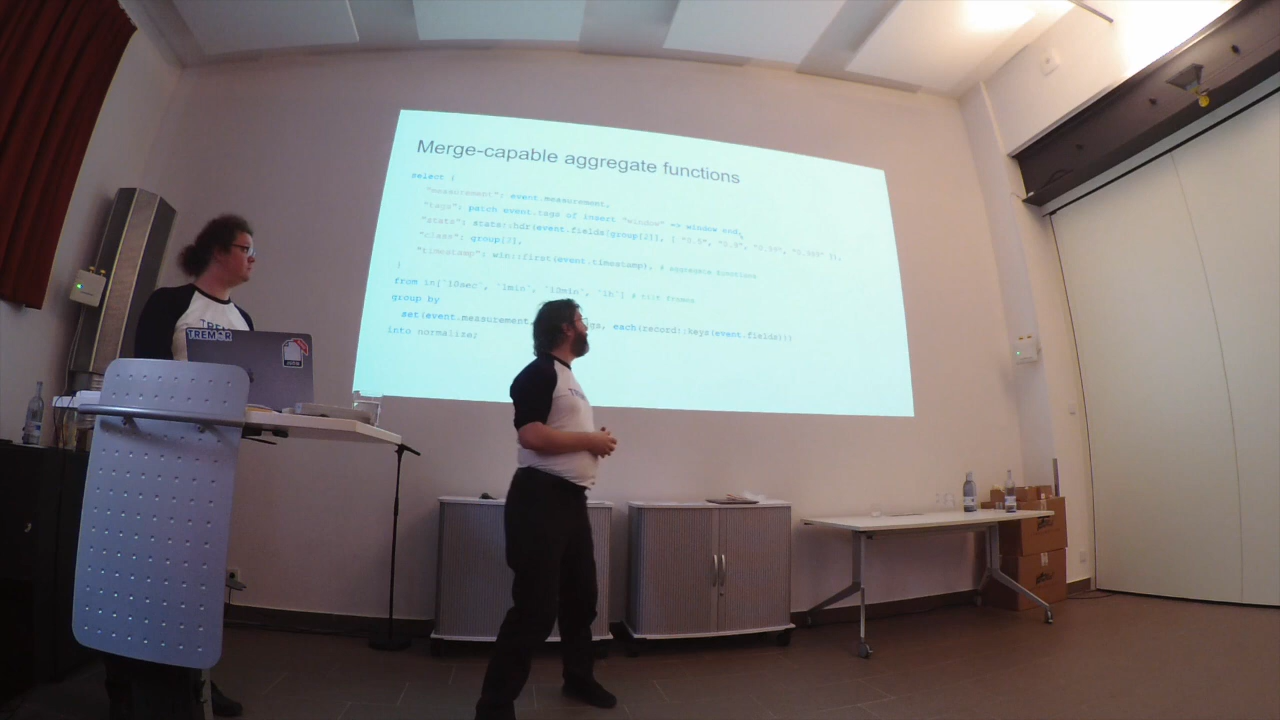 Merge-capable aggregate functions
select {
"measurement": event.measurement,
"tags": patch event.tags of insert "window" => window end,
"stats": stats::hdr(event.fields[group[2]], [ "0.5", "0.9", "0.99", "0.999" ]),
"class": group[2],
"timestamp": win::first(event.timestamp), # aggregate functions
}
from in[`10sec`, `1min`, `10min`, `1h`] # tilt frames
group by
set(event.measurement, gs, each(record::keys(event.fields)))
into normalize;
TREMOR